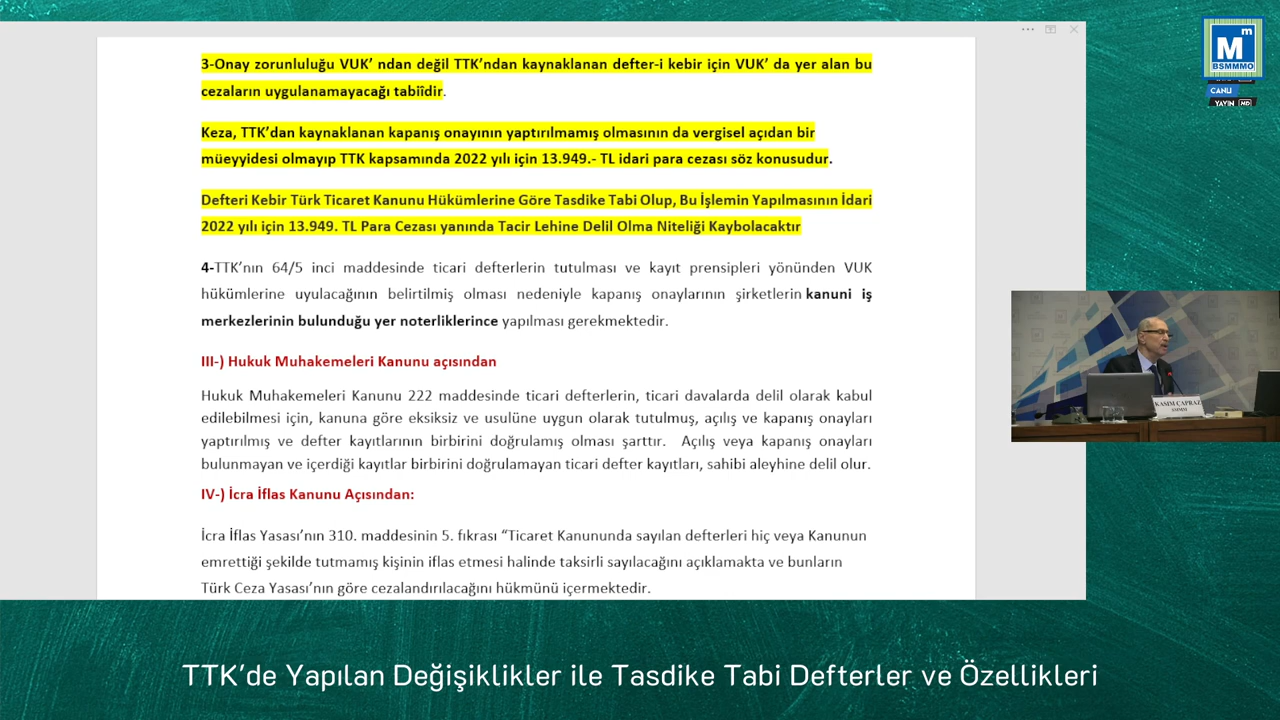 3-Onay zorunluluğu VUK’ ndan değil TTK’ndan kaynaklanan defter-i kebir için VUK’ da yer alan bu
cezaların uygulanamayacağı tabiîdir.
Keza, TTK’dan kaynaklanan kapanış onayının yaptırılmamış olmasının da vergisel açıdan bir
müeyyidesi olmayıp TTK kapsamında 2022 yılı için 13.949.- TL idari para cezası söz konusudur.
Defteri Kebir Türk Ticaret Kanunu Hükümlerine Göre Tasdike Tabi Olup, Bu İşlemin Yapılmasının İdari
2022 yılı için 13.949. TL Para Cezası yanında Tacir Lehine Delil Olma Niteliği Kaybolacaktır
4-TTK’nın 64/5 inci maddesinde ticari defterlerin tutulması ve kayıt prensipleri yönünden VUK
hükümlerine uyulacağının belirtilmiş olması nedeniyle kapanış onaylarının şirketlerin kanuni iş
merkezlerinin bulunduğu yer noterliklerince yapılması gerekmektedir.
III-) Hukuk Muhakemeleri Kanunu açısından
Hukuk Muhakemeleri Kanunu 222 maddesinde ticari defterlerin, ticari davalarda delil olarak kabul
edilebilmesi için, kanuna göre eksiksiz ve usulüne uygun olarak tutulmuş, açılış ve kapanış onayları
yaptırılmış ve defter kayıtlarının birbirini doğrulamış olması şarttır. Açılış veya kapanış onayları
bulunmayan ve içerdiği kayıtlar birbirini doğrulamayan ticari defter kayıtları, sahibi aleyhine delil olur.
IV-) İcra İflas Kanunu Açısından:
İcra İflas Yasası’nın 310. maddesinin 5. fıkrası “Ticaret Kanununda sayılan defterleri hiç veya Kanunun
emrettiği şekilde tutmamış kişinin iflas etmesi halinde taksirli sayılacağını açıklamakta ve bunların
Türk Ceza Yasası’nın göre cezalandırılacağını hükmünü içermektedir.
M m
BSMMMO
CANLI
YAYIN HD
KASIM ÇAPRAZ
SMMM
TTK’de Yapılan Değişiklikler ile Tasdike Tabi Defterler ve Özellikleri